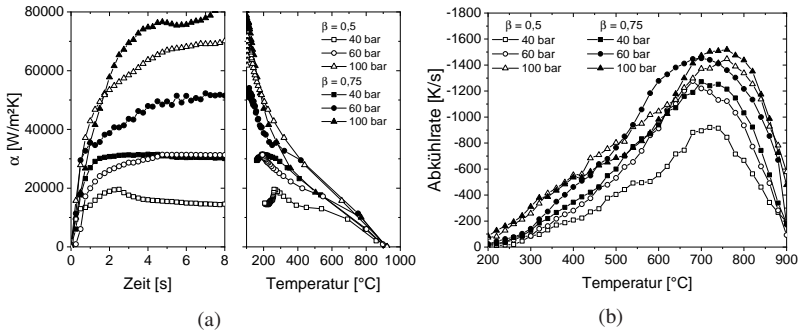 (a)
80000
60000
40000
20000
0
α [W/m²K]
0 2 4 6 8
Zeit [s]
β = 0,5
40 bar
60 bar
100 bar
β = 0,75
40 bar
60 bar
100 bar
200 400 600 800 1000
Temperatur [°C]
(a)
(b)
-1800
-1600
-1400
-1200
-1000
-800
-600
-400
-200
0
Abkühlrate [K/s]
β = 0,5 β = 0,75
40 bar 40 bar
60 bar 60 bar
100 bar 100 bar
200 300 400 500 600 700 800 900
Temperatur [°C]
(b)